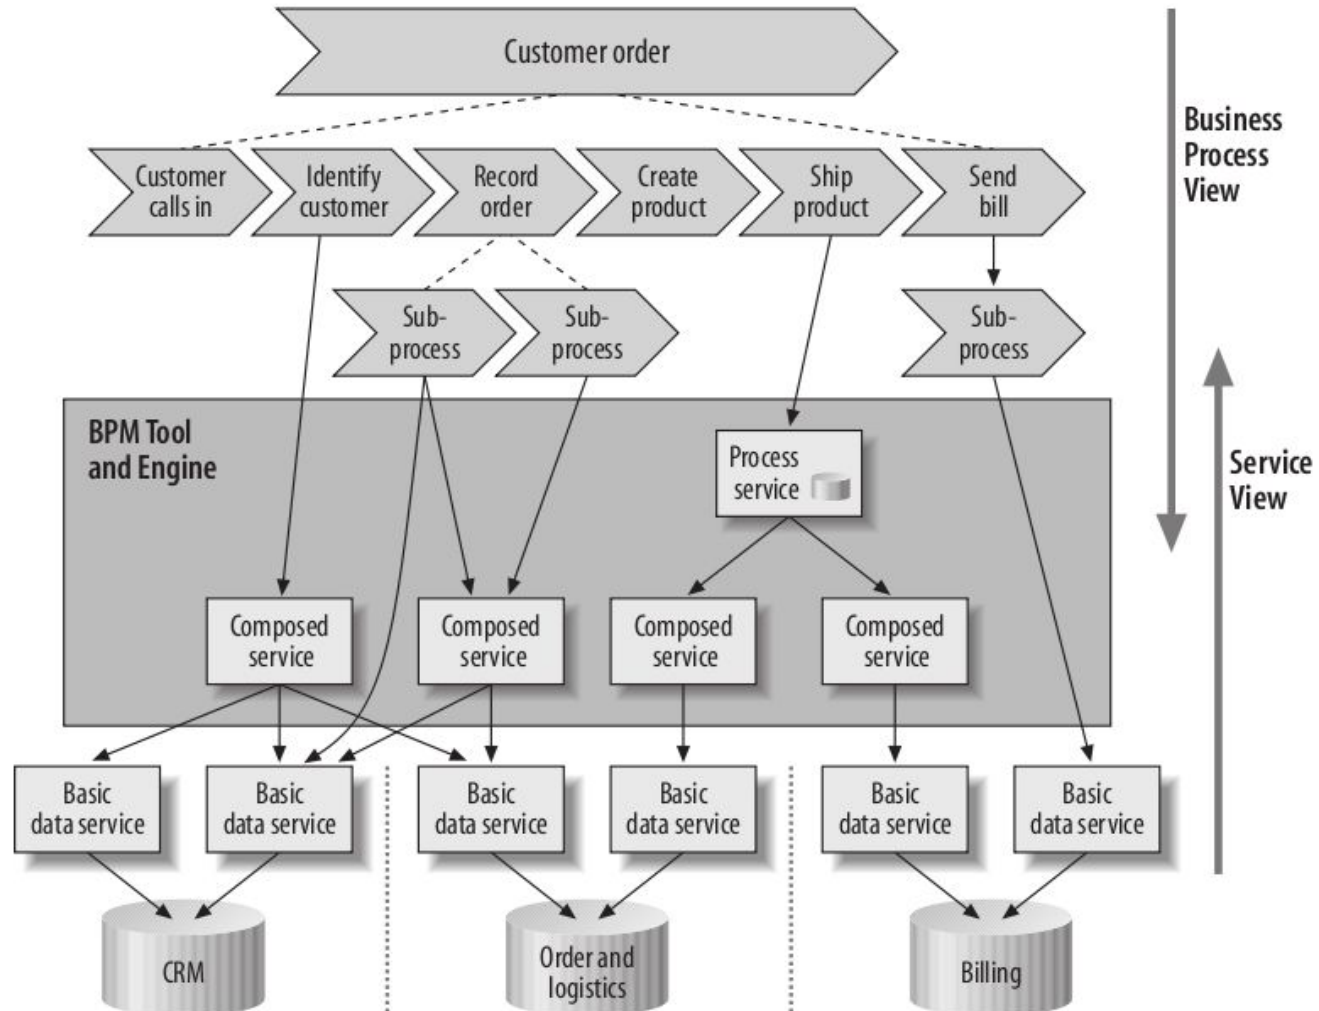 Customer order
Business
Process
View
Customer
calls in
Identify
customer
Record
order
Create
product
Ship
product
Send
bill
Sub-
process
Sub-
process
Sub-
process
BPM Tool
and Engine
Process
service
Service
View
Composed
service
Composed
service
Composed
service
Composed
service
Basic
data service
Basic
data service
Basic
data service
Basic
data service
Basic
data service
Basic
data service
CRM
Order and
logistics
Billing